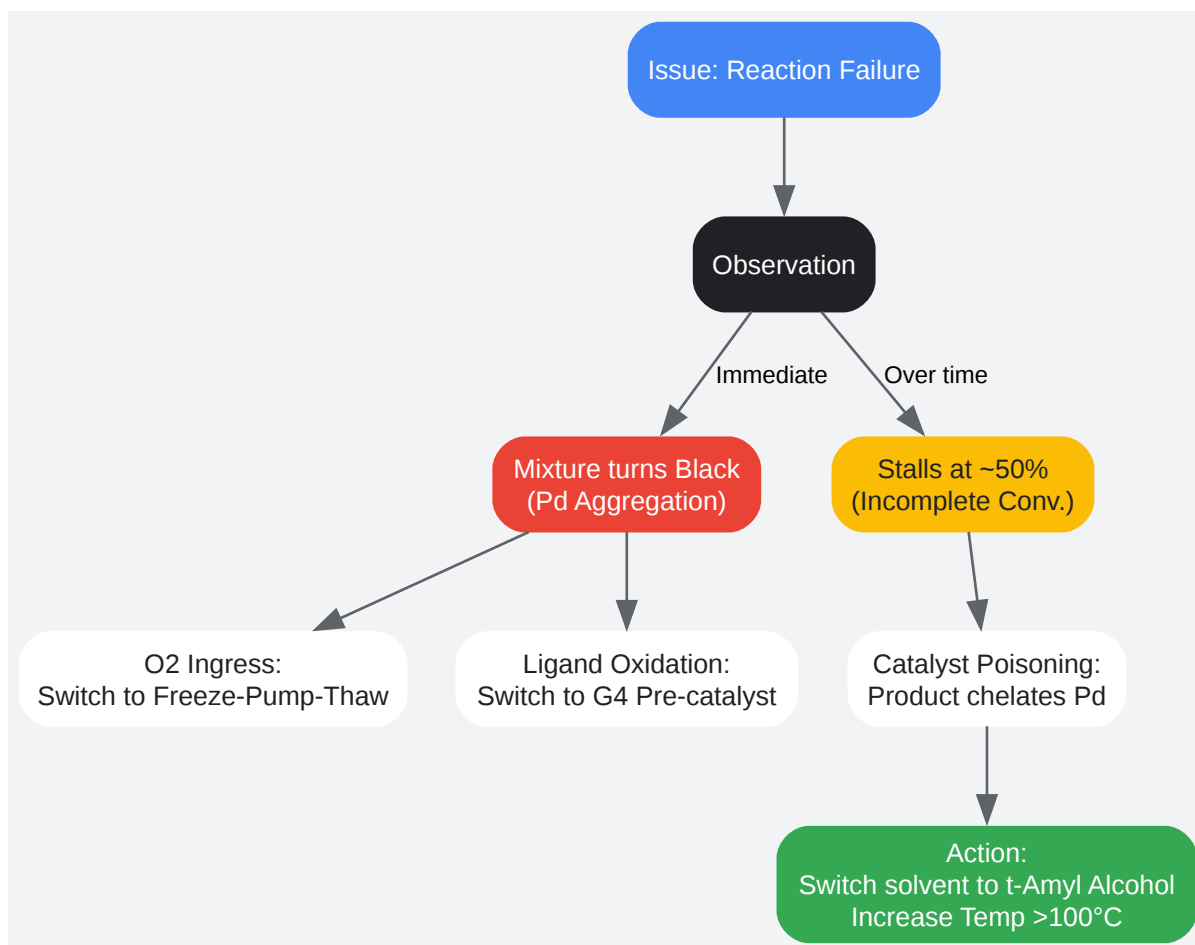 Issue: Reaction Failure
Observation
Immediate
Over time
Mixture turns Black
(Pd Aggregation)
Stalls at ~50%
(Incomplete Conv.)
O2 Ingress:
Switch to Freeze-Pump-Thaw
Ligand Oxidation:
Switch to G4 Pre-catalyst
Catalyst Poisoning:
Product chelates Pd
Action:
Switch solvent to t-Amyl Alcohol
Increase Temp >100°C